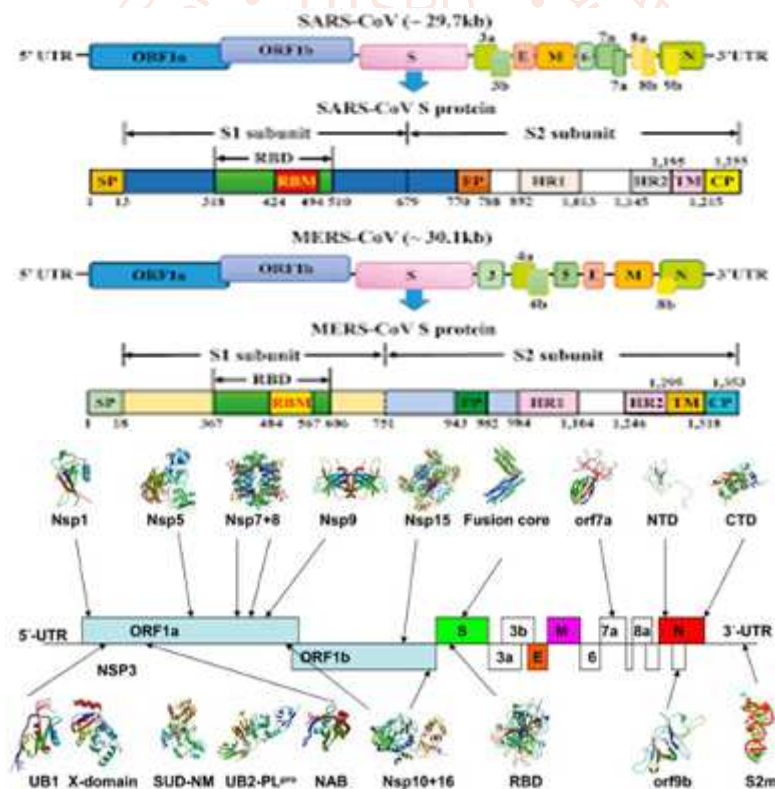 SARS-CoV (~ 29.7kb)
5' UTR ORF1a ORF1b S 3a 3b E M 6 7a 8a 8b 9b N 3'UTR
SARS-CoV S protein
S1 subunit S2 subunit
RBD
1,195 1,255
SP RBM FP HR1 HR2 TM CP
1 13 318 424 494 510 679 770 788 892 1,013 1,145 1,215
MERS-CoV (~ 30.1kb)
5' UTR ORF1a ORF1b S 3 4a 4b 5 E M 8b N 3'UTR
MERS-CoV S protein
S1 subunit S2 subunit
RBD
1,295 1,353
SP RBM FP HR1 HR2 TM CP
1 18 367 484 567 606 751 943 982 984 1,104 1,246 1,318
Nsp1 Nsp5 Nsp7+8 Nsp9 Nsp15 Fusion core orf7a NTD CTD
5´-UTR ORF1a S 3b M 7a 8a N 3´-UTR
NSP3 ORF1b 3a E 6
UB1 X-domain SUD-NM UB2-PLpro NAB Nsp10+16 RBD orf9b S2m